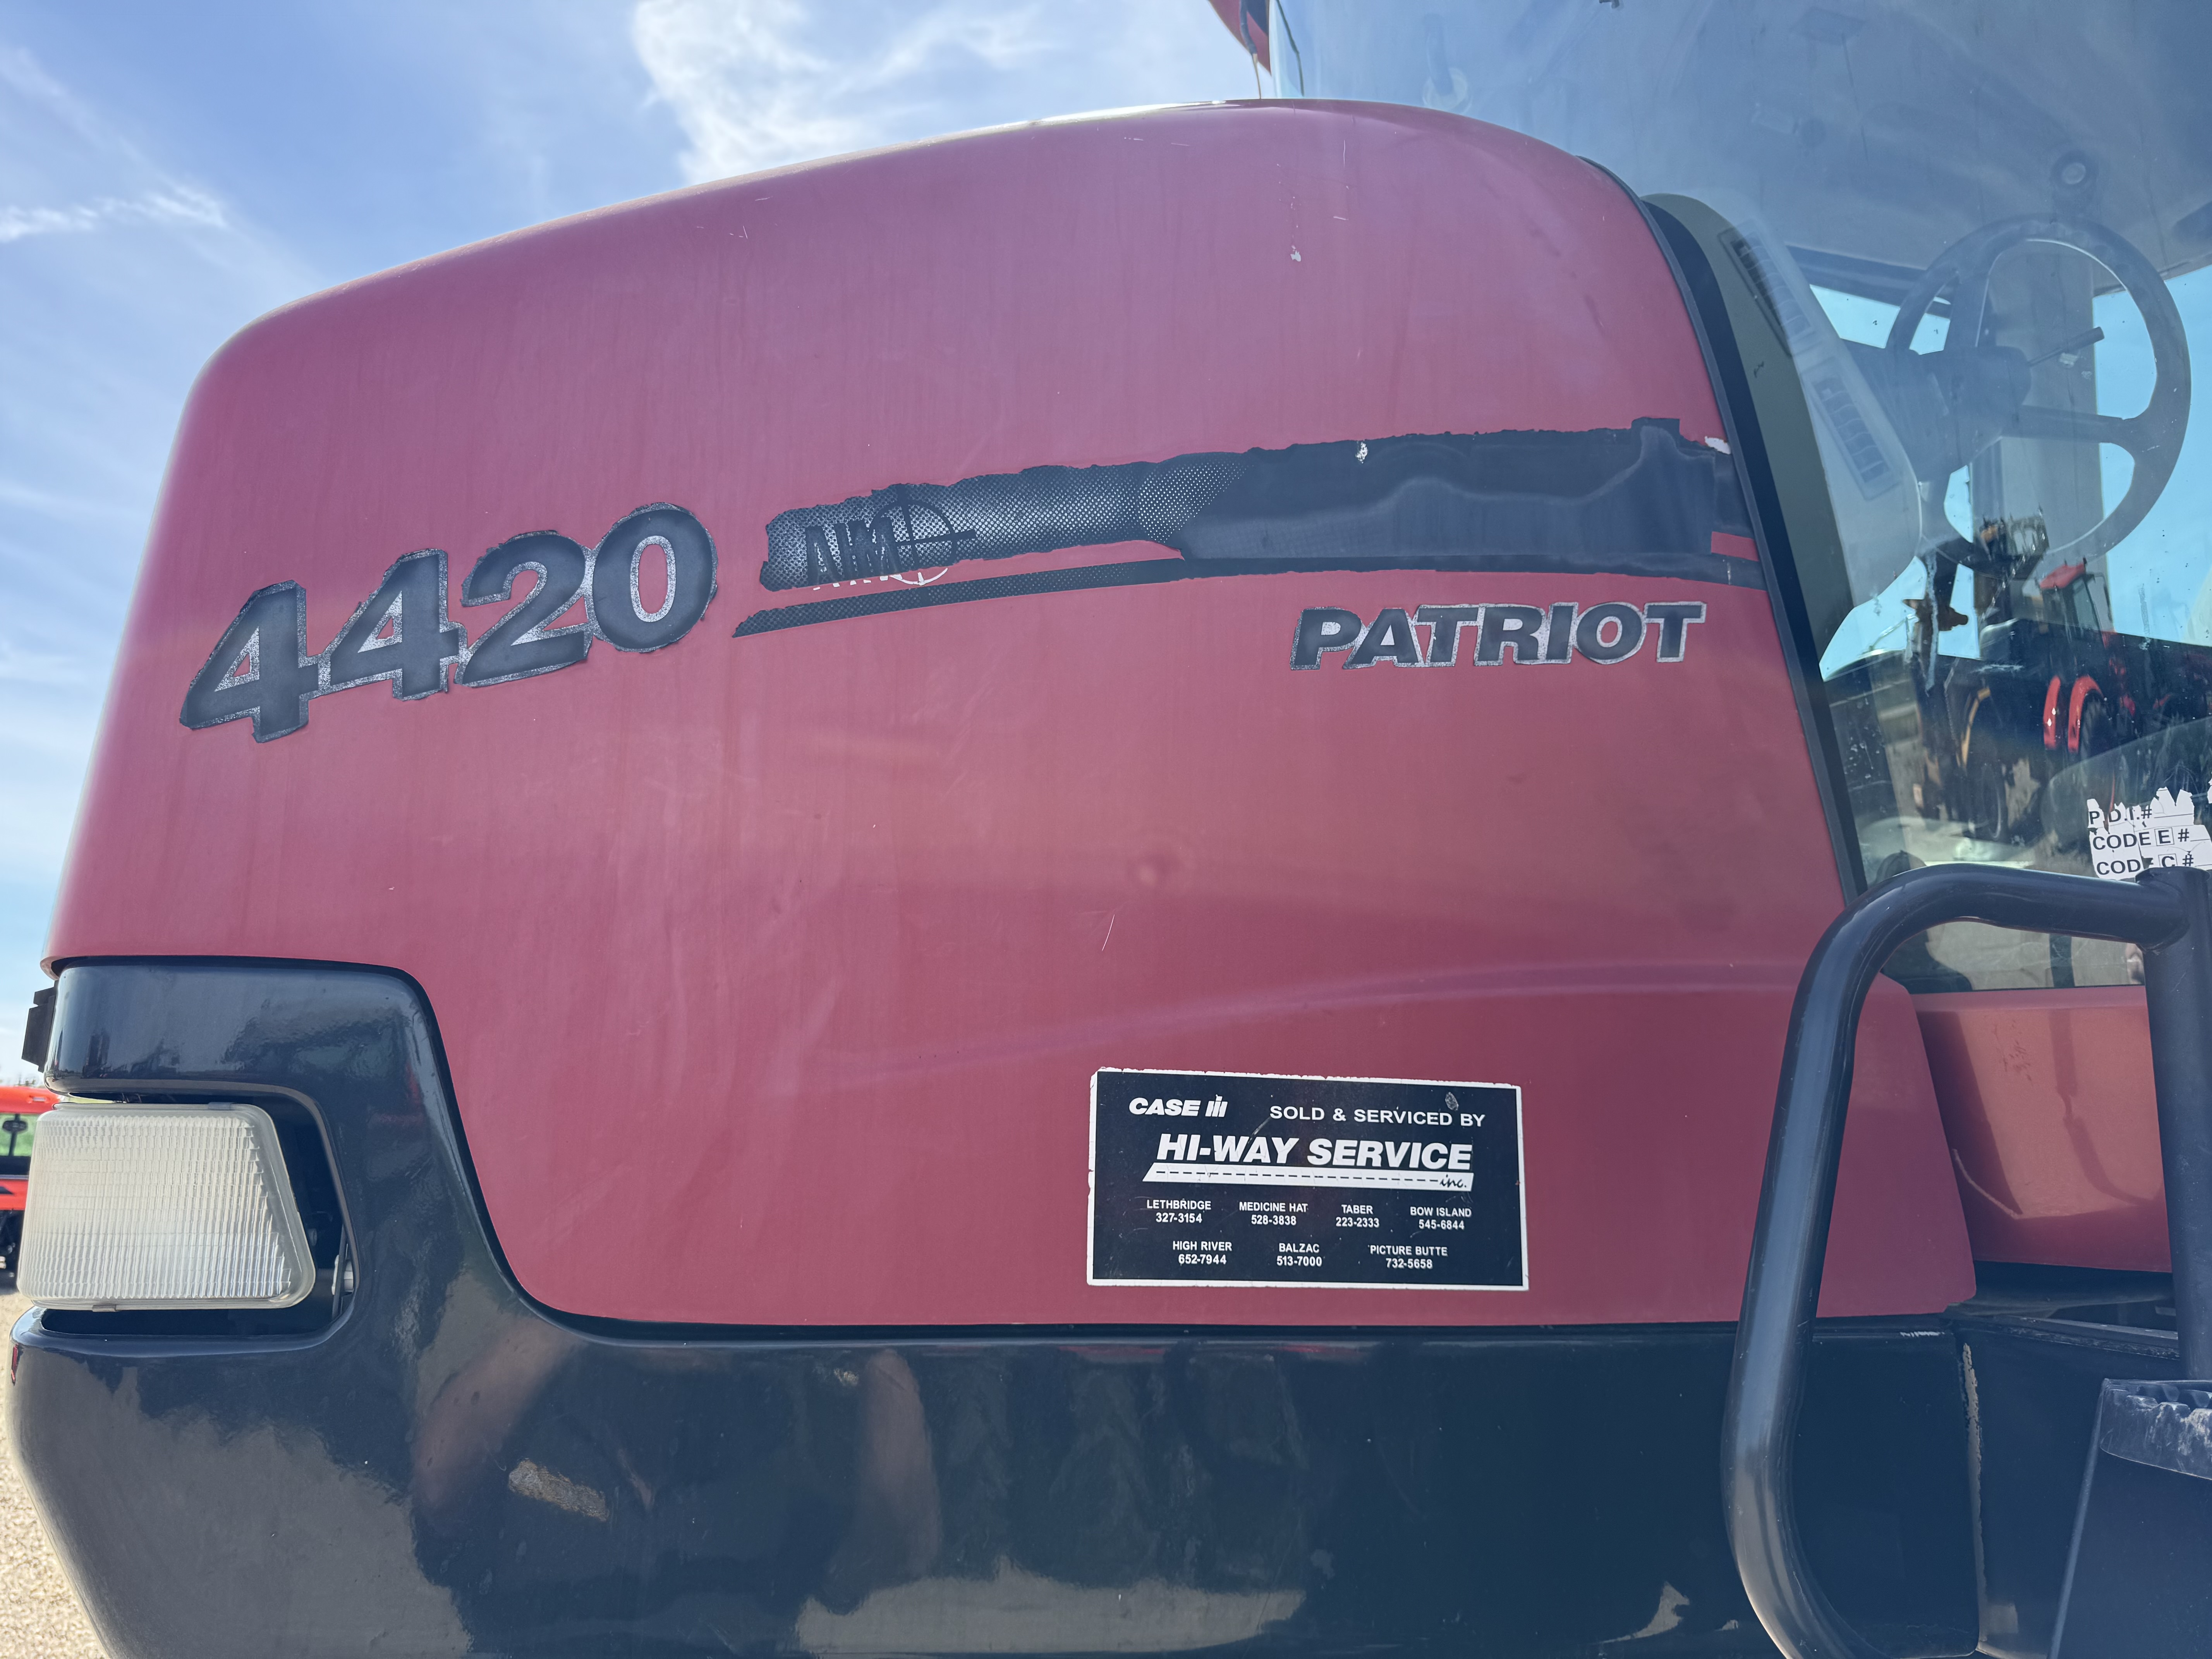 4420
AIM
PATRIOT
P.D.I.#
CODE E #
CODE C #
CASE IH SOLD & SERVICED BY
HI-WAY SERVICE
inc.
LETHBRIDGE MEDICINE HAT TABER BOW ISLAND
327-3154 528-3838 223-2333 545-6844
HIGH RIVER BALZAC PICTURE BUTTE
652-7944 513-7000 732-5658